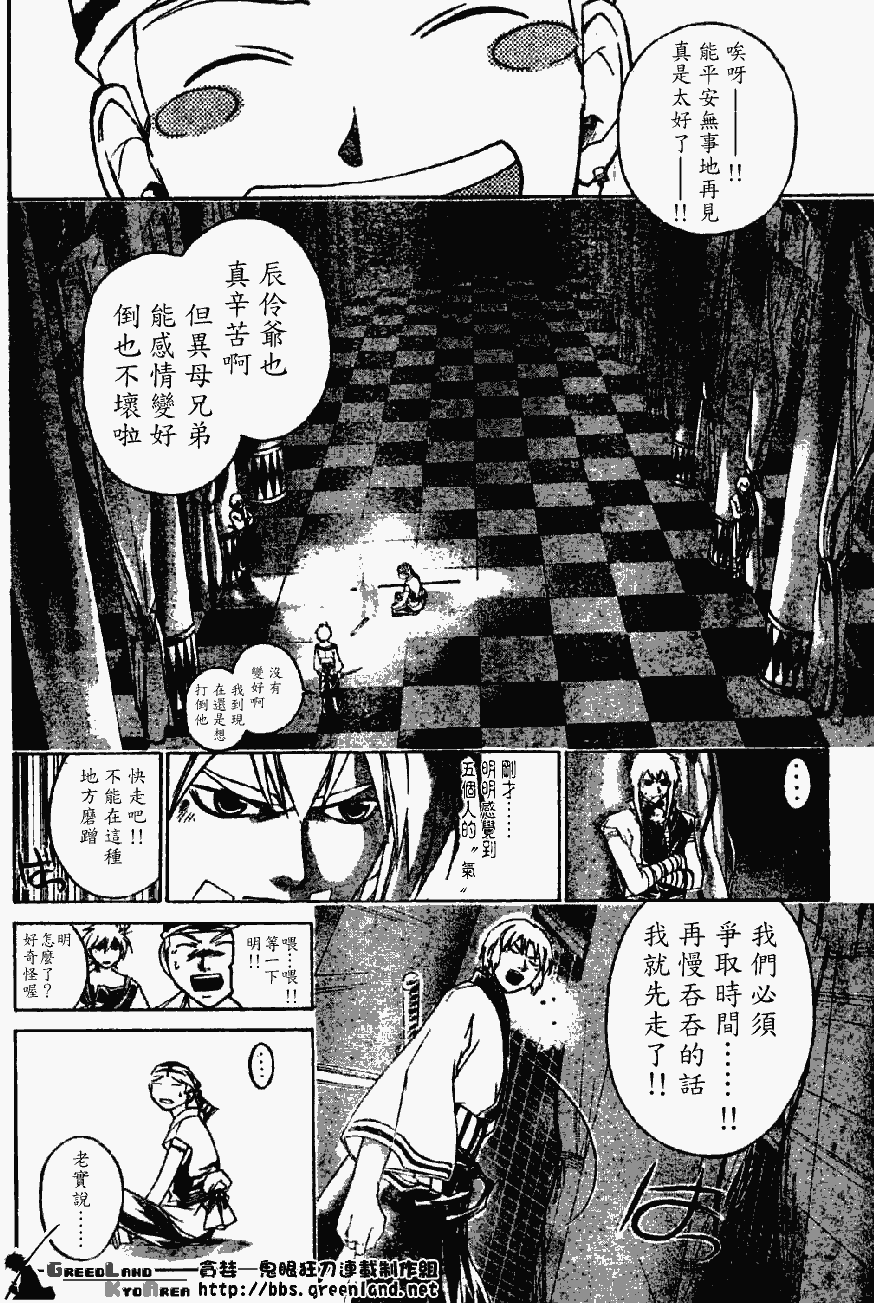 唉呀——!!
能平安無事地再見
真是太好了——!!
辰伶爺也
真辛苦啊
但異母兄弟
能感情變好
倒也不壞啦
沒有
變好啊
我到現
在還是想
打倒他
…
剛才……
明明感覺到
五個人的〝氣〞
快走吧!!
不能在這種
地方磨蹭
我們必須
爭取時間……!!
再慢吞吞的話
我就先走了!!
喂…喂!!
等一下
明!!
明
怎麼了?
好奇怪喔
……
老實說……
GREEDLAND
KYOAREA
鬼眼狂刀連載制作組
http://bbs.greenland.net